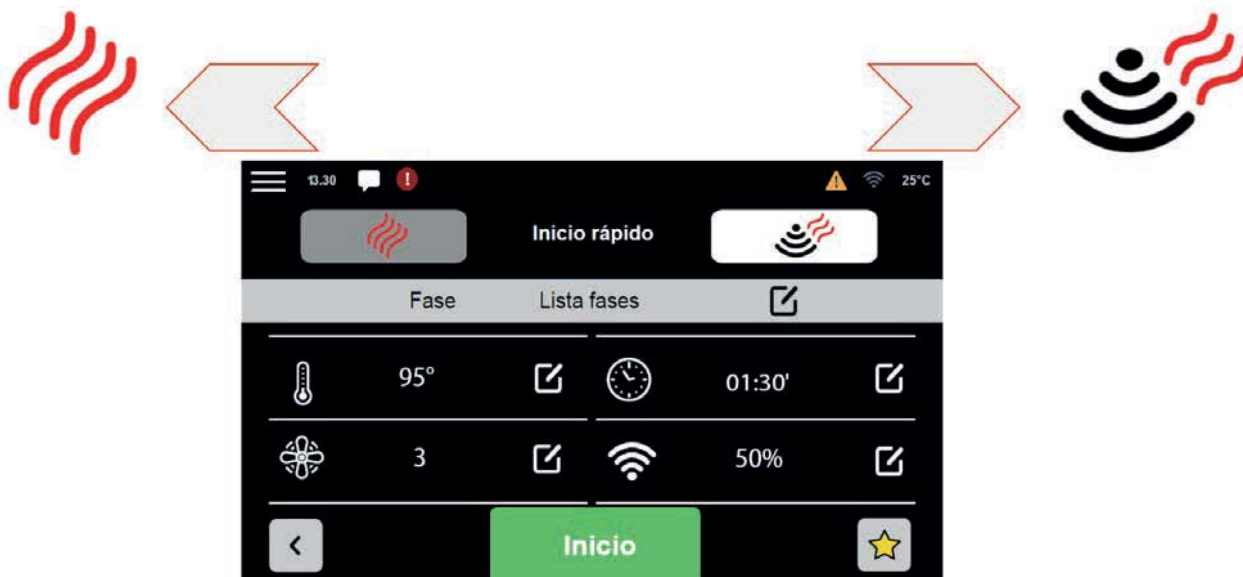 13.30
25°C
Inicio rápido
Fase Lista fases
95° 01:30'
3 50%
Inicio